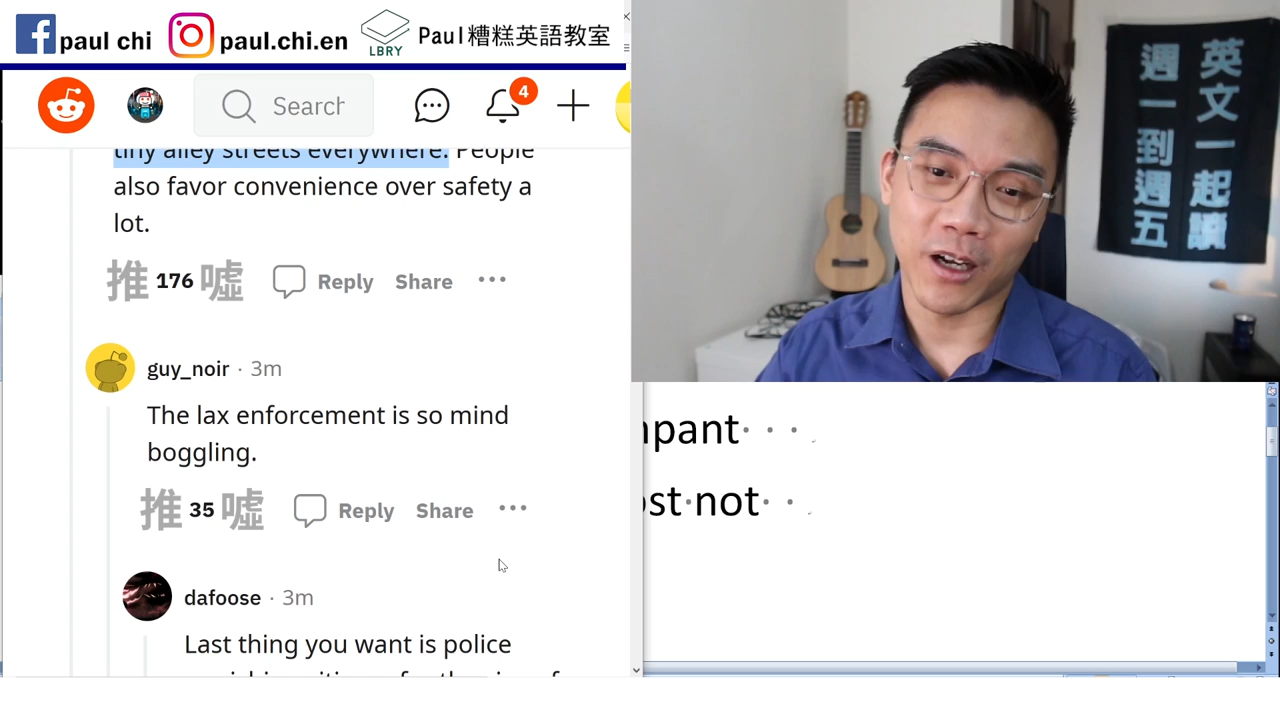 paul chi
paul.chi.en
LBRY
Paul糟糕英語教室
Search
4
tiny alley streets everywhere. People
also favor convenience over safety a
lot.
推 176 噓 Reply Share
guy_noir · 3m
The lax enforcement is so mind
boggling.
推 35 噓 Reply Share
dafoose · 3m
Last thing you want is police
英文一起讀
週一到週五
not